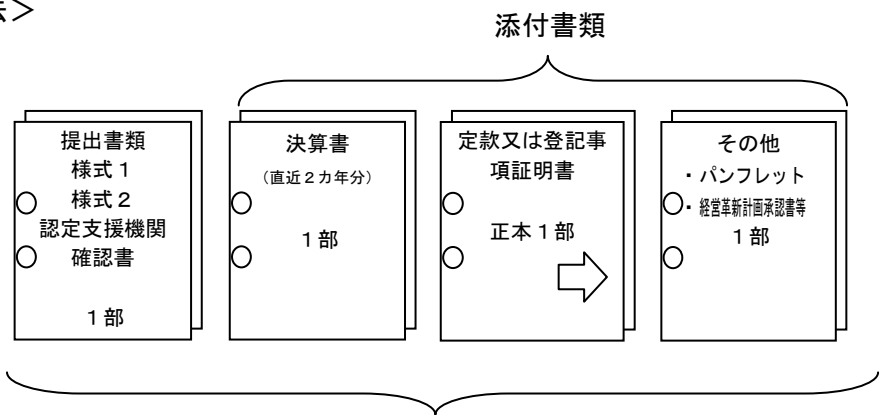 添付書類
提出書類
様式1
様式2
認定支援機関
確認書
1部
決算書
(直近2カ年分)
1部
定款又は登記事
項証明書
正本1部
その他
・パンフレット
・経営革新計画承認書等
1部